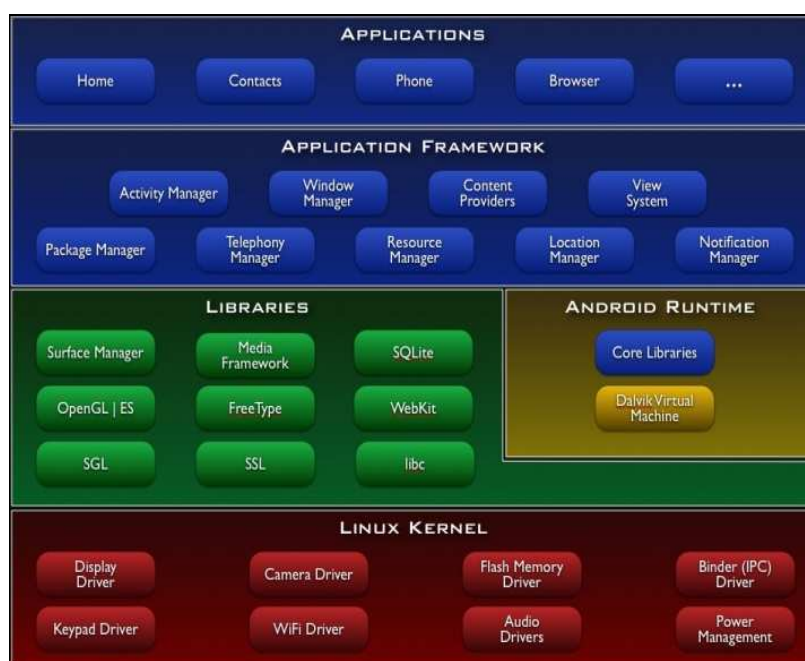 APPLICATIONS
Home Contacts Phone Browser ...
APPLICATION FRAMEWORK
Activity Manager
Window
Manager
Content
Providers
View
System
Package Manager
Telephony
Manager
Resource
Manager
Location
Manager
Notification
Manager
LIBRARIES
Surface Manager
Media
Framework
SQLite
OpenGL | ES
FreeType
WebKit
SGL
SSL
libc
ANDROID RUNTIME
Core Libraries
Dalvik Virtual
Machine
LINUX KERNEL
Display
Driver
Camera Driver
Flash Memory
Driver
Binder (IPC)
Driver
Keypad Driver
WiFi Driver
Audio
Drivers
Power
Management